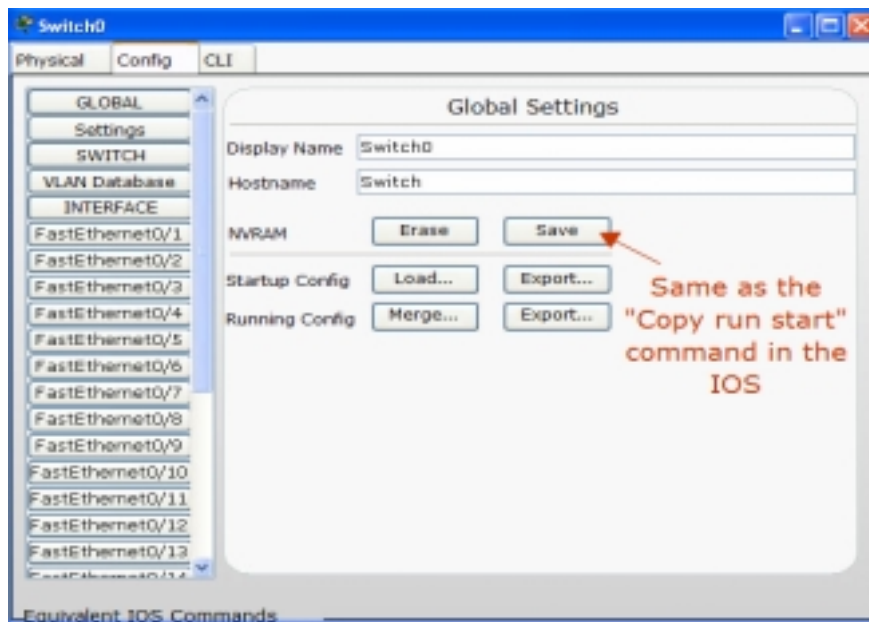 Switch0
Physical Config CLI
GLOBAL
Settings
SWITCH
VLAN Database
INTERFACE
FastEthernet0/1
FastEthernet0/2
FastEthernet0/3
FastEthernet0/4
FastEthernet0/5
FastEthernet0/6
FastEthernet0/7
FastEthernet0/8
FastEthernet0/9
FastEthernet0/10
FastEthernet0/11
FastEthernet0/12
FastEthernet0/13
FastEthernet0/14
Global Settings
Display Name Switch0
Hostname Switch
NVRAM Erase Save
Startup Config Load... Export...
Running Config Merge... Export...
Same as the
"Copy run start"
command in the
IOS
Equivalent IOS Commands